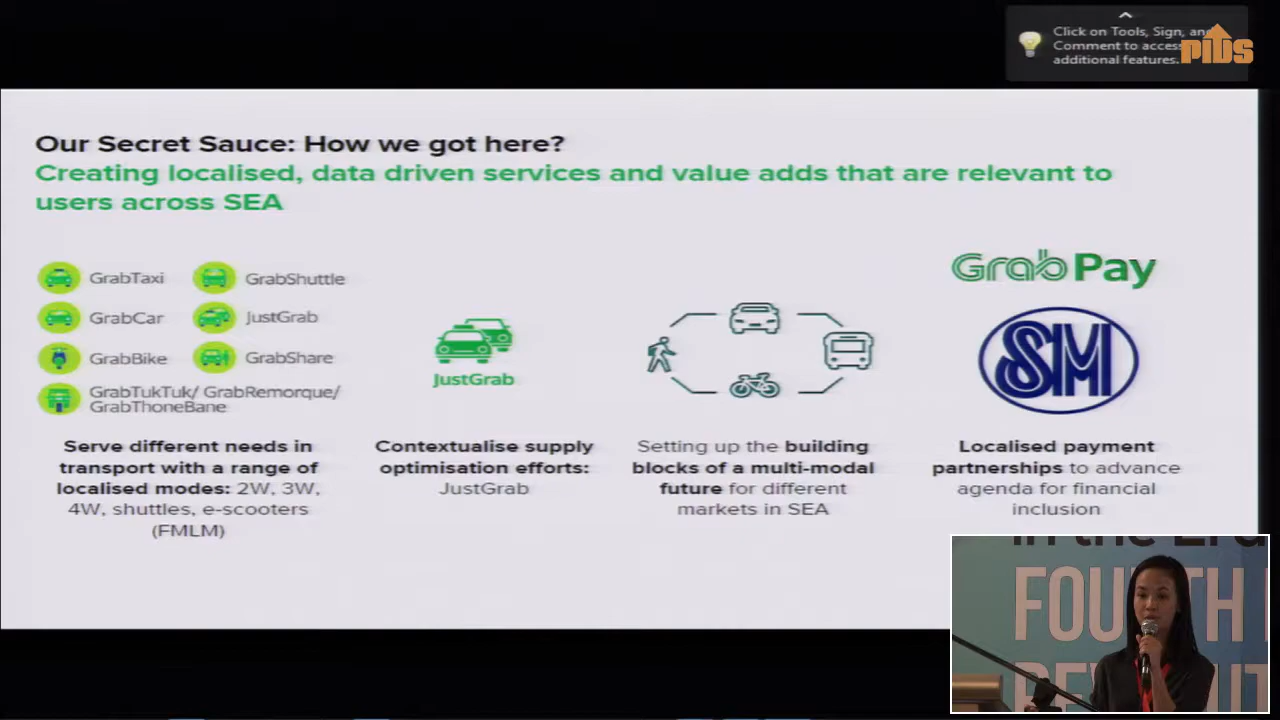 Click on Tools, Sign, and
Comment to access
additional features.
PIDS
Our Secret Sauce: How we got here?
Creating localised, data driven services and value adds that are relevant to
users across SEA
GrabTaxi
GrabShuttle
GrabCar
JustGrab
GrabBike
GrabShare
GrabTukTuk/ GrabRemorque/
GrabThoneBane
JustGrab
GrabPay
SM
Serve different needs in
transport with a range of
localised modes: 2W, 3W,
4W, shuttles, e-scooters
(FMLM)
Contextualise supply
optimisation efforts:
JustGrab
Setting up the building
blocks of a multi-modal
future for different
markets in SEA
Localised payment
partnerships to advance
agenda for financial
inclusion
in the
FOURTH